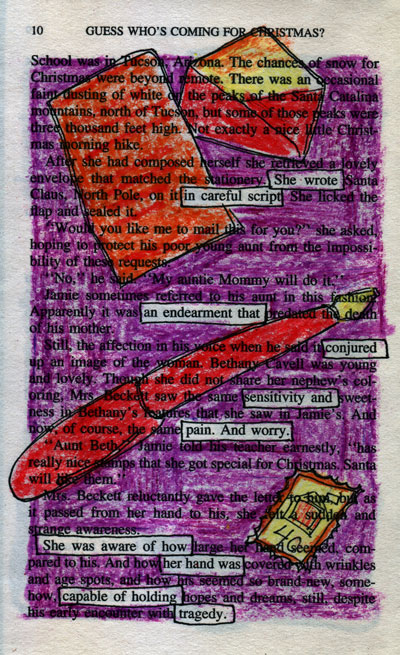 10 GUESS WHO'S COMING FOR CHRISTMAS?
School was in Tucson, Arizona. The chances of snow for
Christmas were beyond remote. There was an occasional
faint dusting of white on the peaks of the Santa Catalina
mountains, north of Tucson, but some of those peaks were
three thousand feet high. Not exactly a nice little Christ-
mas morning hike.
After she had composed herself she retrieved a lovely
envelope that matched the stationery. She wrote Santa
Claus, North Pole, on it in careful script. She licked the
flap and sealed it.
"Would you like me to mail this for you?" she asked,
hoping to protect his poor young aunt from the impossi-
bility of these requests.
"No," he said. "My auntie Mommy will do it."
Jamie sometimes referred to his aunt in this fashion.
Apparently it was an endearment that predated the death
of his mother.
Still, the affection in his voice when he said it conjured
up an image of the woman. Bethany Cavell was young
and lovely. Though she did not share her nephew's col-
oring, Mrs. Beckett saw the same sensitivity and sweet-
ness in Bethany's features that she saw in Jamie's. And
now, of course, the same pain. And worry.
"Aunt Beth," Jamie told his teacher earnestly, "has
really nice stamps that she got special for Christmas. Santa
will like them."
Mrs. Beckett reluctantly gave the letter to him, but as
it passed from her hand to his, she felt a sudden and
strange awareness.
She was aware of how large her hand seemed, com-
pared to his. And how her hand was covered with wrinkles
and age spots, and how his seemed so brand-new, some-
how, capable of holding hopes and dreams, still, despite
his early encounter with tragedy.
40